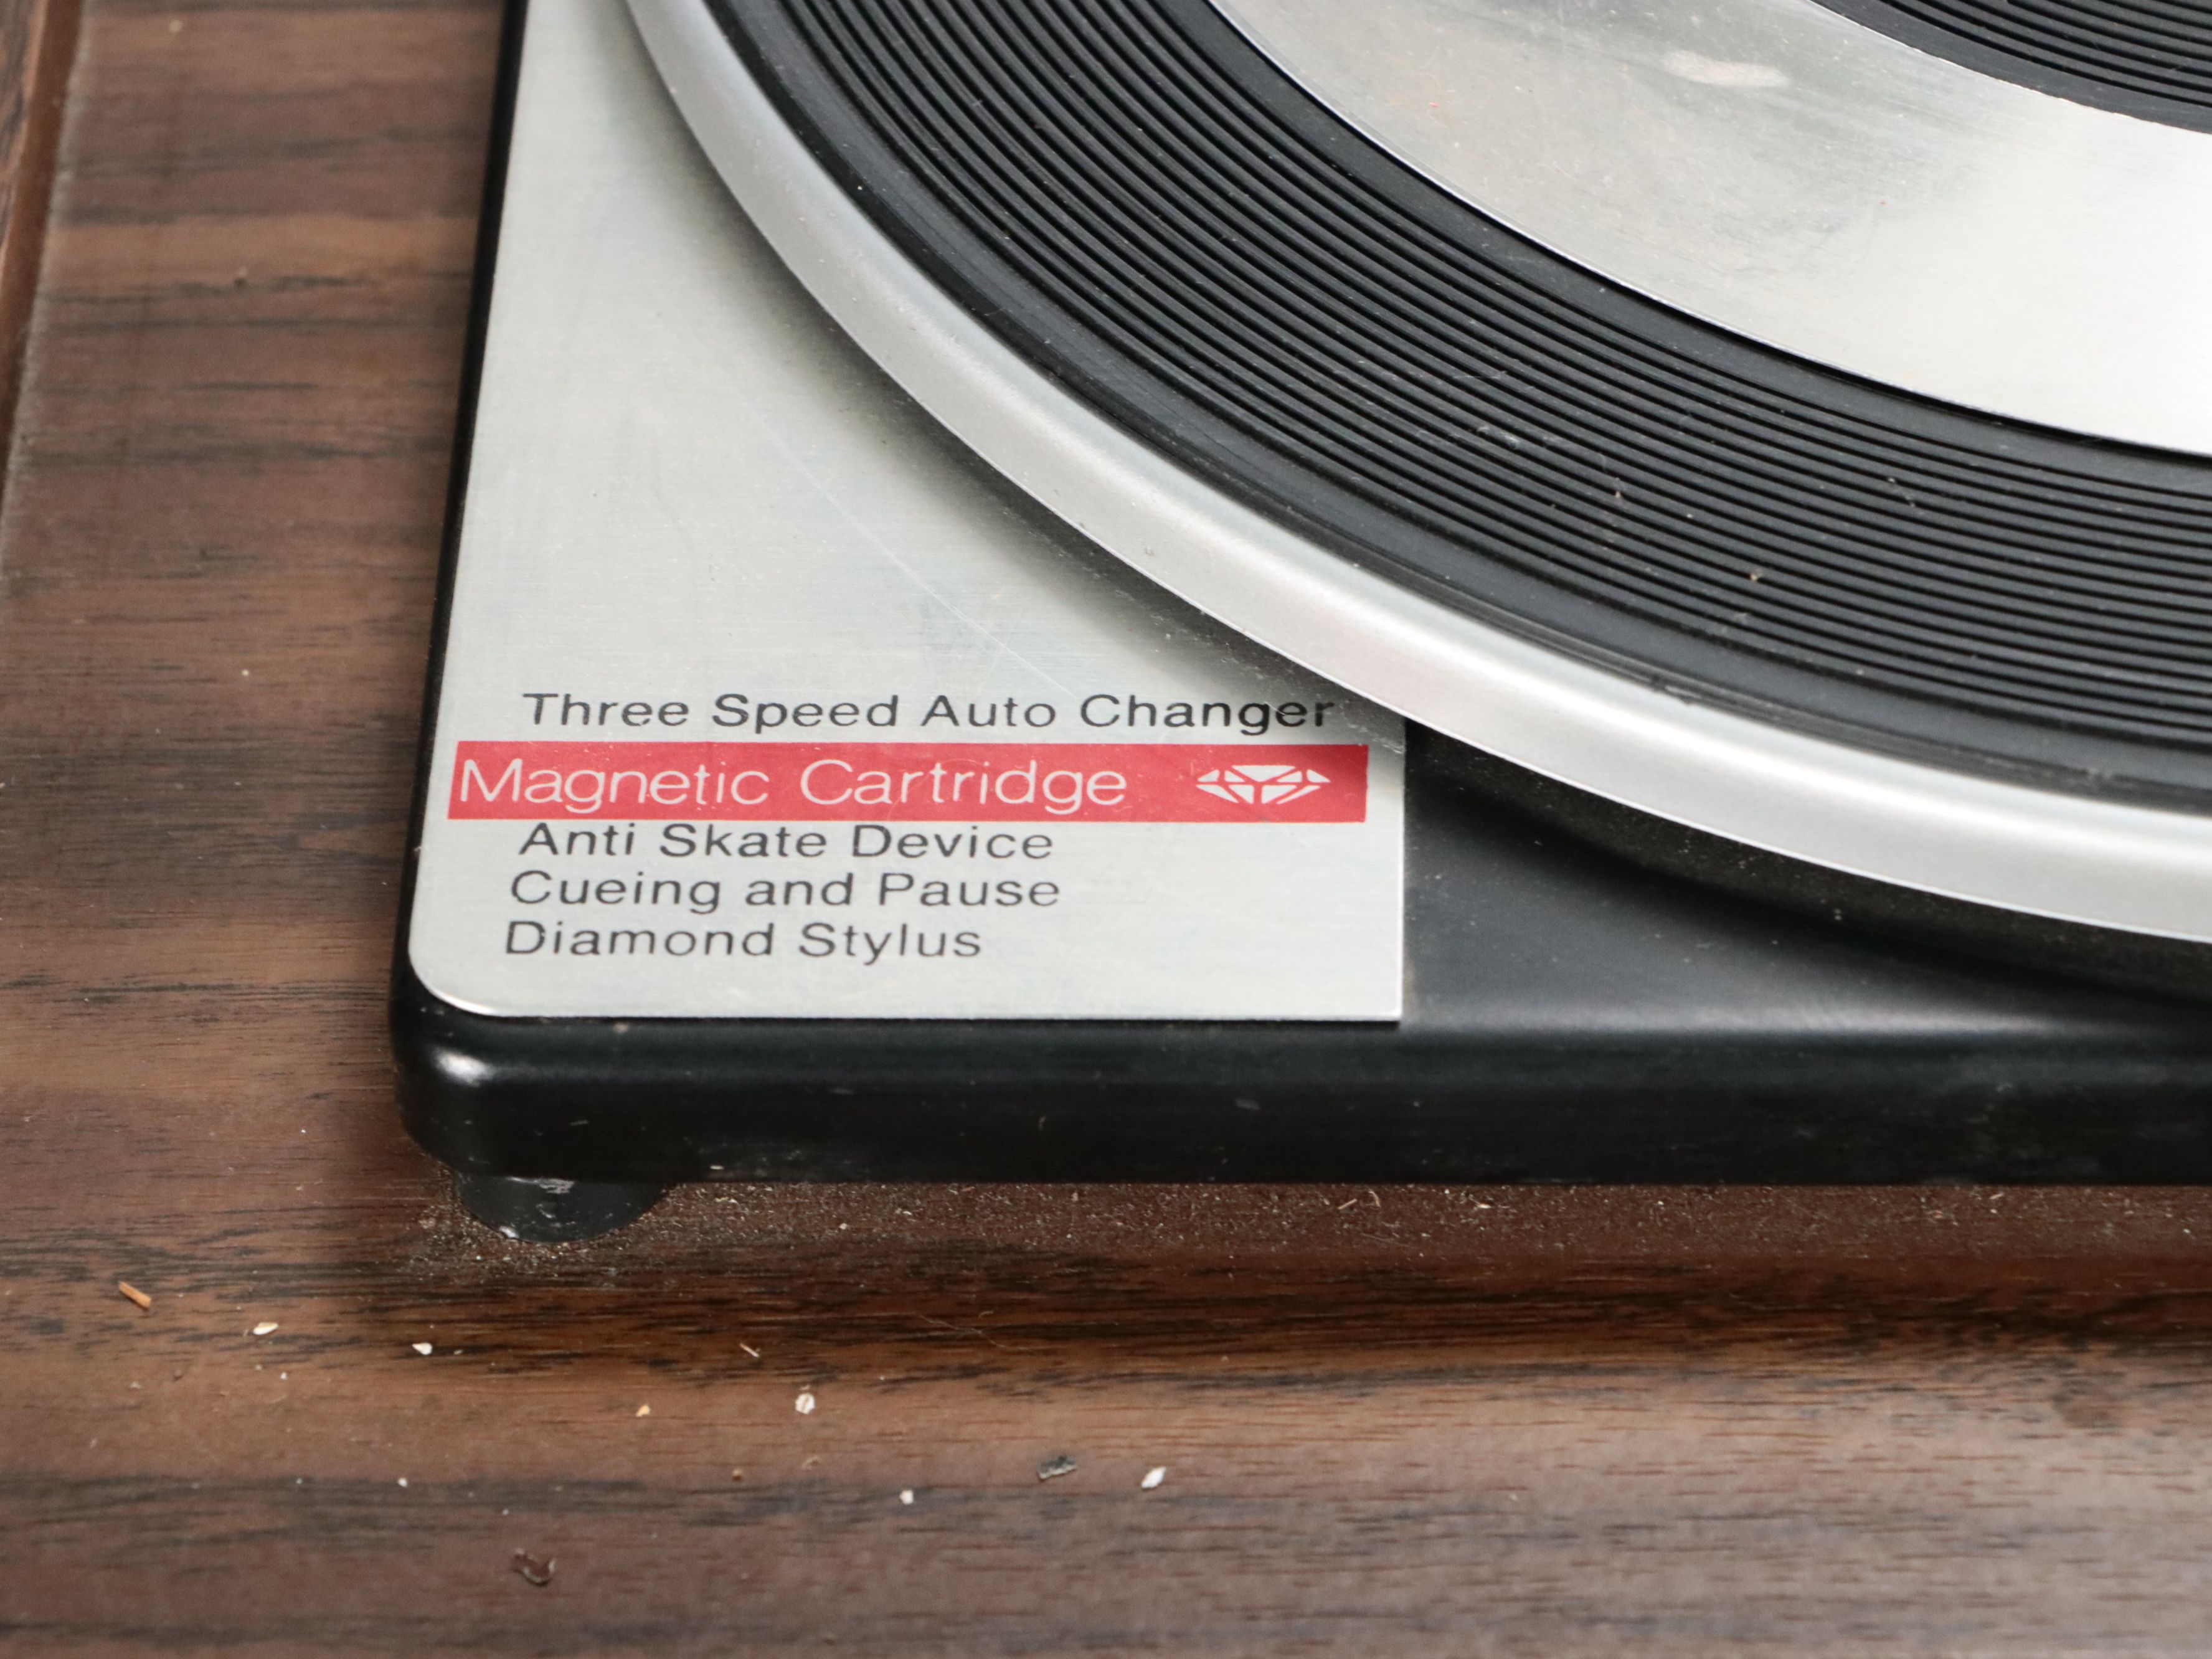 Three Speed Auto Changer
Magnetic Cartridge
Anti Skate Device
Cueing and Pause
Diamond Stylus